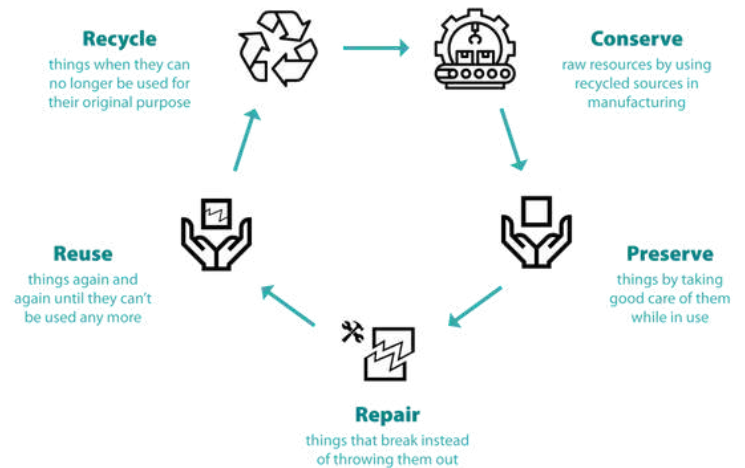 Recycle
things when they can
no longer be used for
their original purpose
Conserve
raw resources by using
recycled sources in
manufacturing
Preserve
things by taking
good care of them
while in use
Repair
things that break instead
of throwing them out
Reuse
things again and
again until they can't
be used any more